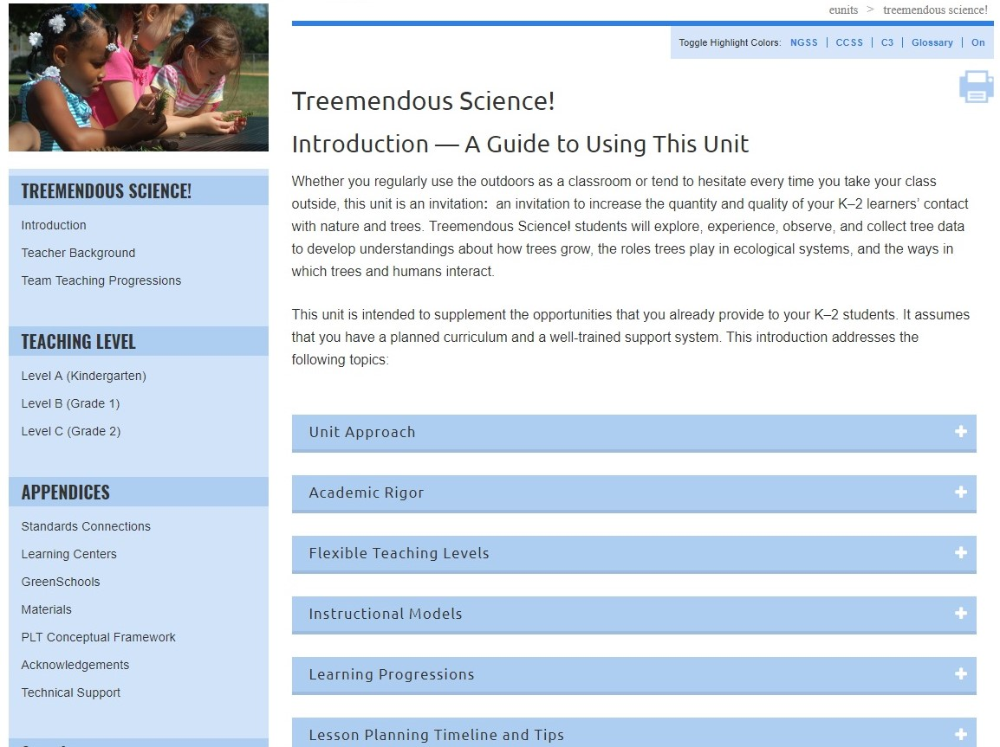 eunits > treemendous science!
Toggle Highlight Colors: NGSS | CCSS | C3 | Glossary | On
TREEMENDOUS SCIENCE!
Introduction
Teacher Background
Team Teaching Progressions
TEACHING LEVEL
Level A (Kindergarten)
Level B (Grade 1)
Level C (Grade 2)
APPENDICES
Standards Connections
Learning Centers
GreenSchools
Materials
PLT Conceptual Framework
Acknowledgements
Technical Support
Treemendous Science!
Introduction — A Guide to Using This Unit
Whether you regularly use the outdoors as a classroom or tend to hesitate every time you take your class
outside, this unit is an invitation:  an invitation to increase the quantity and quality of your K–2 learners’ contact
with nature and trees. Treemendous Science! students will explore, experience, observe, and collect tree data
to develop understandings about how trees grow, the roles trees play in ecological systems, and the ways in
which trees and humans interact.
This unit is intended to supplement the opportunities that you already provide to your K–2 students. It assumes
that you have a planned curriculum and a well-trained support system. This introduction addresses the
following topics:
Unit Approach
Academic Rigor
Flexible Teaching Levels
Instructional Models
Learning Progressions
Lesson Planning Timeline and Tips